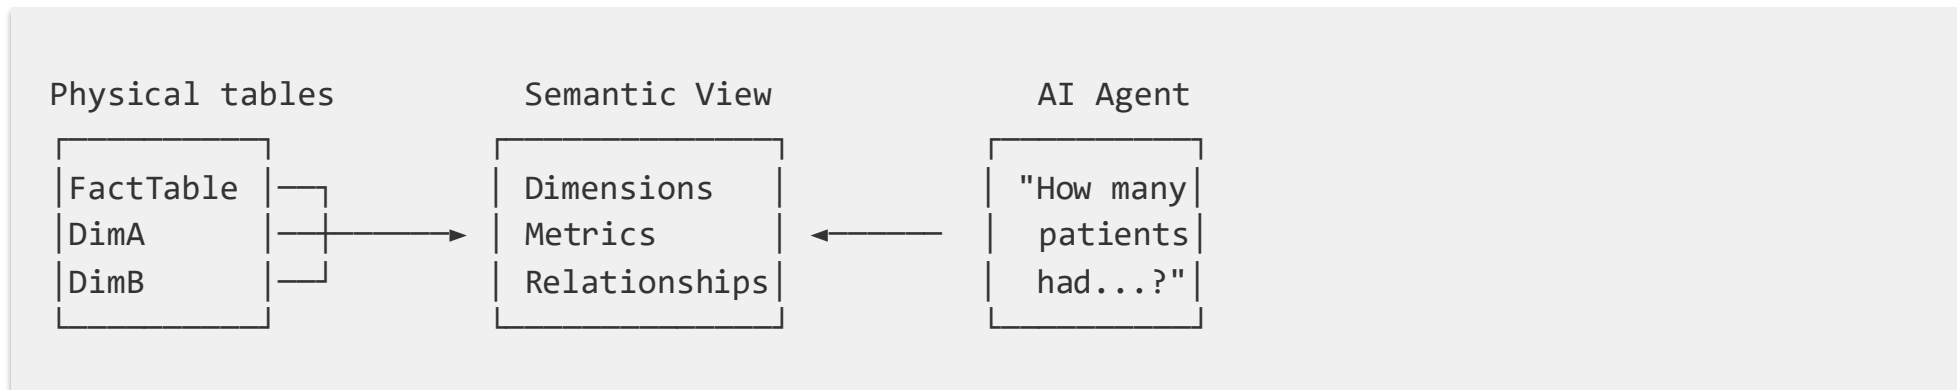 Physical tables Semantic View AI Agent
FactTable Dimensions "How many
DimA Metrics patients
DimB Relationships had...?"